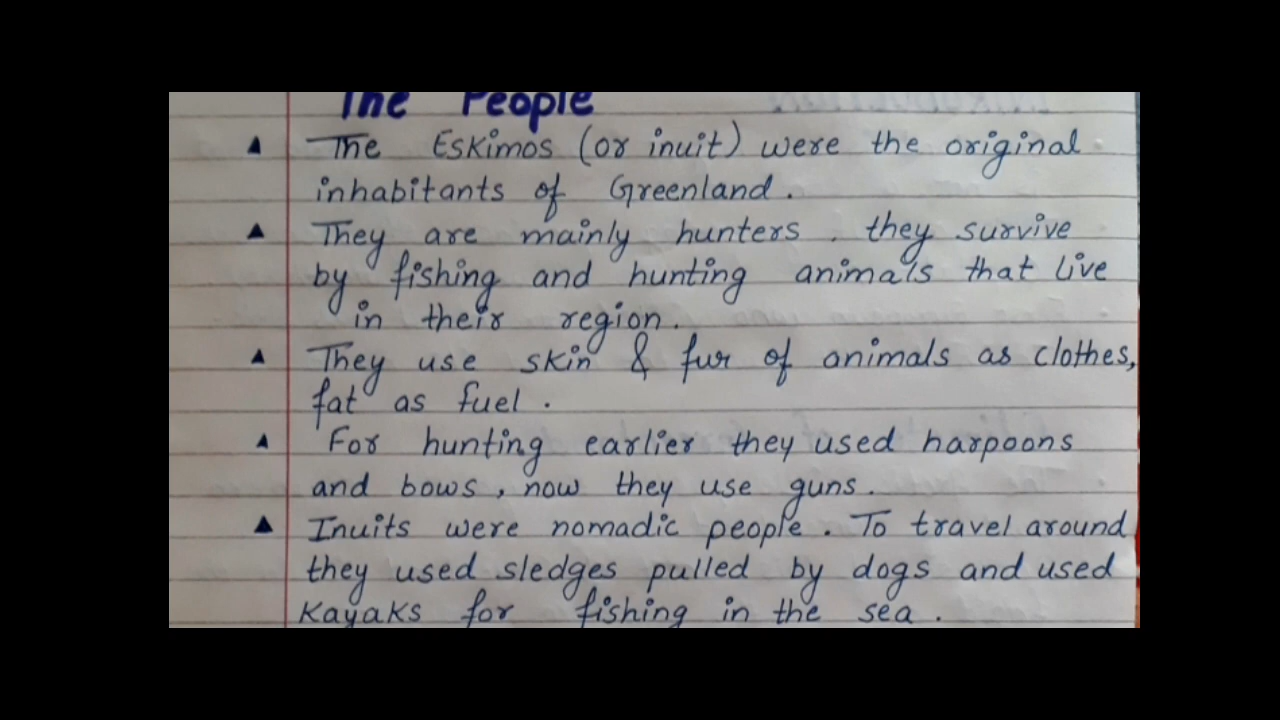 The People
▲ The Eskimos (or inuit) were the original
inhabitants of Greenland.
▲ They are mainly hunters. they survive
by fishing and hunting animals that live
in their region.
▲ They use skin & fur of animals as clothes,
fat as fuel.
▲ For hunting earlier they used harpoons
and bows, now they use guns.
▲ Inuits were nomadic people. To travel around
they used sledges pulled by dogs and used
kayaks for fishing in the sea.